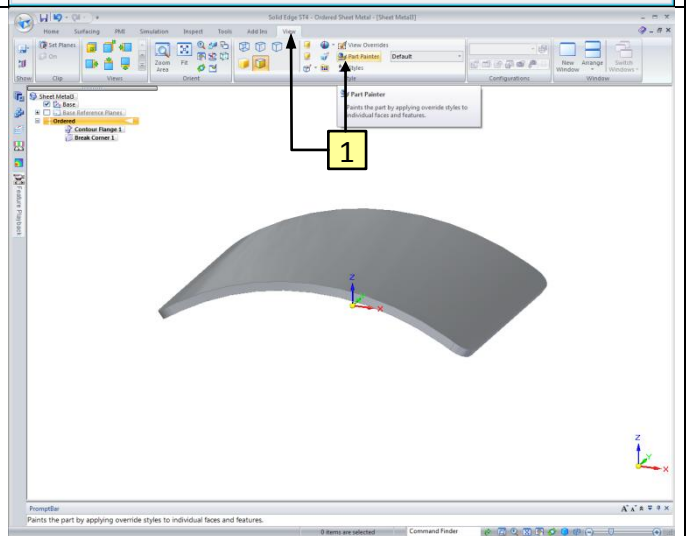 Solid Edge ST4 - Ordered Sheet Metal - [Sheet Metal3]
Home Surfacing PMI Simulation Inspect Tools Add Ins View
Set Planes
On
Zoom Area
Fit
View Overrides
Part Painter
Default
Styles
New Window
Arrange
Switch Windows
Show
Clip
Views
Orient
Style
Configurations
Window
Part Painter
Paints the part by applying override styles to
individual faces and features.
1
Sheet Metal3
Base
Base Reference Planes
Ordered
Contour Flange 1
Break Corner 1
Feature Playback
Z
Y
X
Z
Y
X
PromptBar
Paints the part by applying override styles to individual faces and features.
0 items are selected
Command Finder